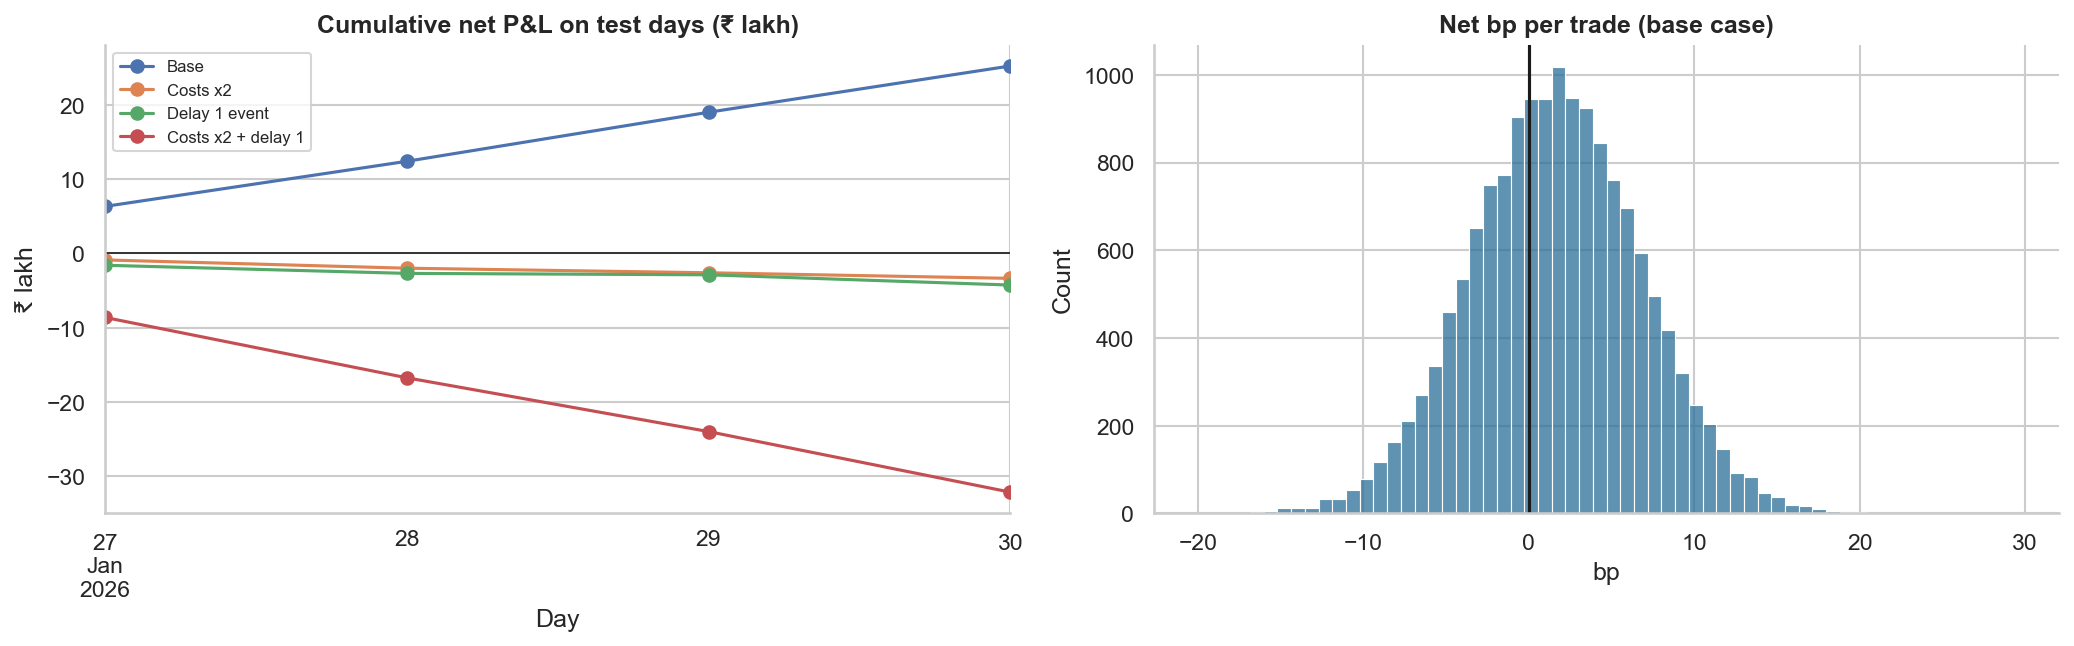 Cumulative net P&L on test days (₹ lakh)
Base
Costs x2
Delay 1 event
Costs x2 + delay 1
₹ lakh
20
10
0
−10
−20
−30
27
Jan
2026
28
29
30
Day
Net bp per trade (base case)
Count
1000
800
600
400
200
0
−20
−10
0
10
20
30
bp